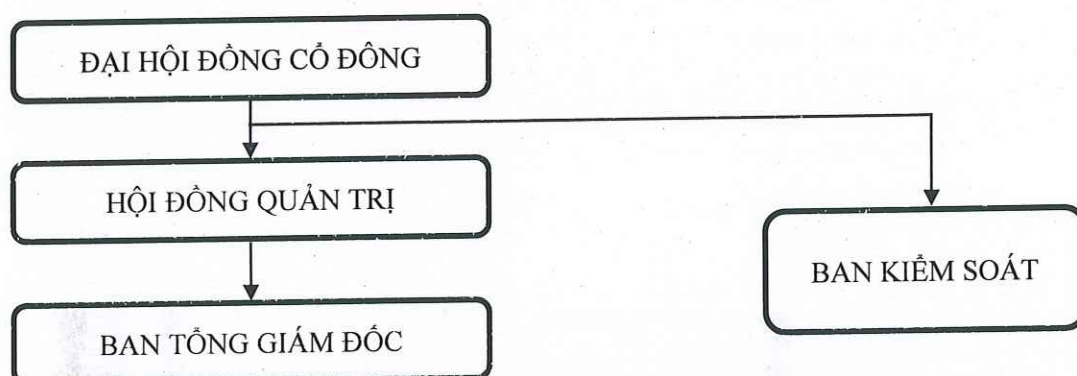 ĐẠI HỘI ĐỒNG CỔ ĐÔNG
HỘI ĐỒNG QUẢN TRỊ
BAN KIỂM SOÁT
BAN TỔNG GIÁM ĐỐC